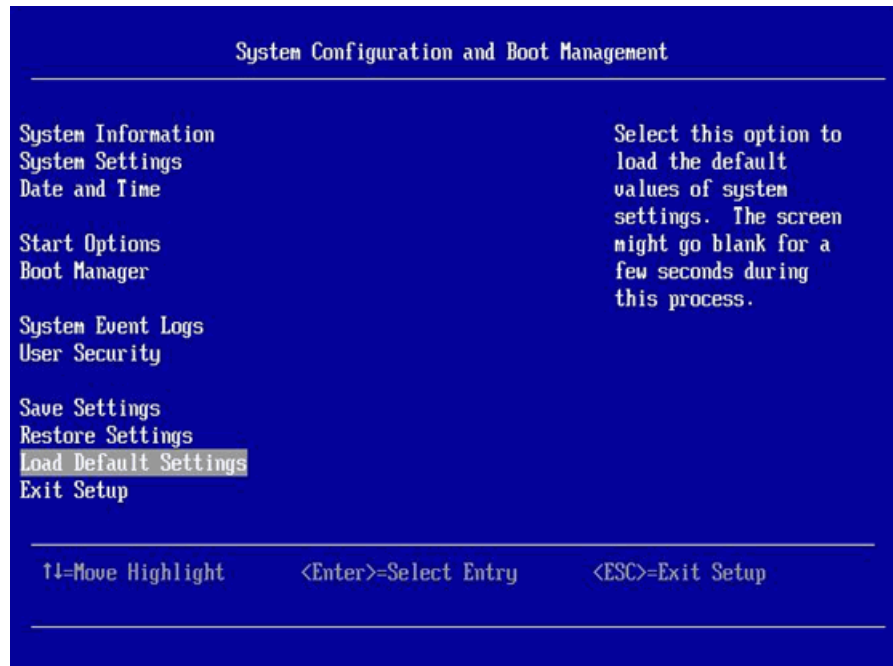 System Configuration and Boot Management
System Information
System Settings
Date and Time
Start Options
Boot Manager
System Event Logs
User Security
Save Settings
Restore Settings
Load Default Settings
Exit Setup
Select this option to
load the default
values of system
settings. The screen
might go blank for a
few seconds during
this process.
↑↓=Move Highlight <Enter>=Select Entry <ESC>=Exit Setup